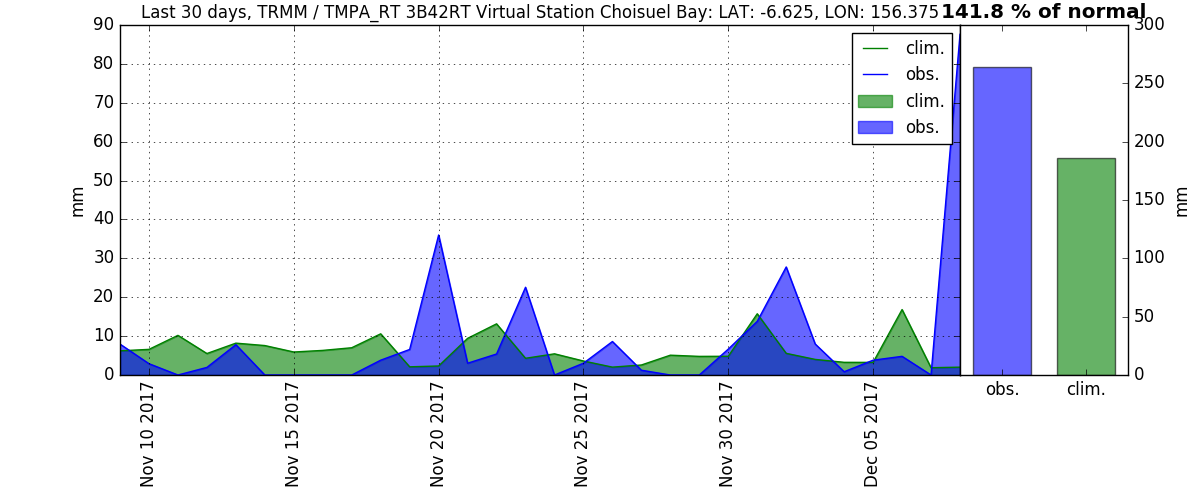 Last 30 days, TRMM / TMPA_RT 3B42RT Virtual Station Choisuel Bay: LAT: -6.625, LON: 156.375
141.8 % of normal
90
80
70
60
50
40
30
20
10
0
mm
clim.
obs.
clim.
obs.
Nov 10 2017
Nov 15 2017
Nov 20 2017
Nov 25 2017
Nov 30 2017
Dec 05 2017
300
250
200
150
100
50
0
mm
obs.
clim.